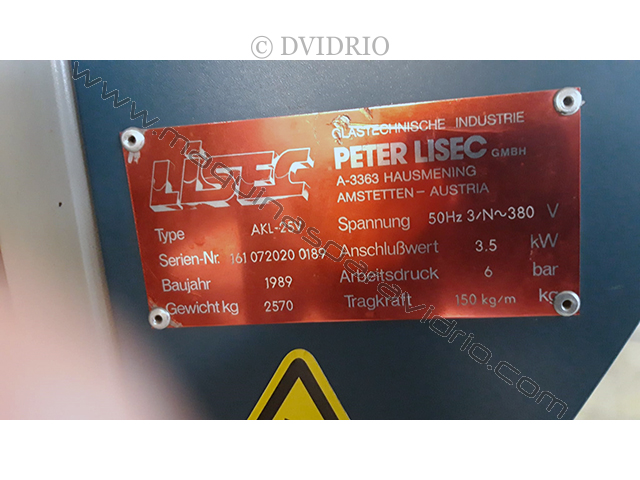 © DVIDRIO
GLASTECHNISCHE INDUSTRIE
LISEC
PETER LISEC GMBH
A-3363 HAUSMENING
AMSTETTEN – AUSTRIA
Type AKL-25V
Serien-Nr. 161 072020 0189
Baujahr 1989
Gewicht kg 2570
Spannung 50Hz 3/N~380 V
Anschlußwert 3.5 kW
Arbeitsdruck 6 bar
Tragkraft 150 kg/m kg
www.maquinasdevidrio.com